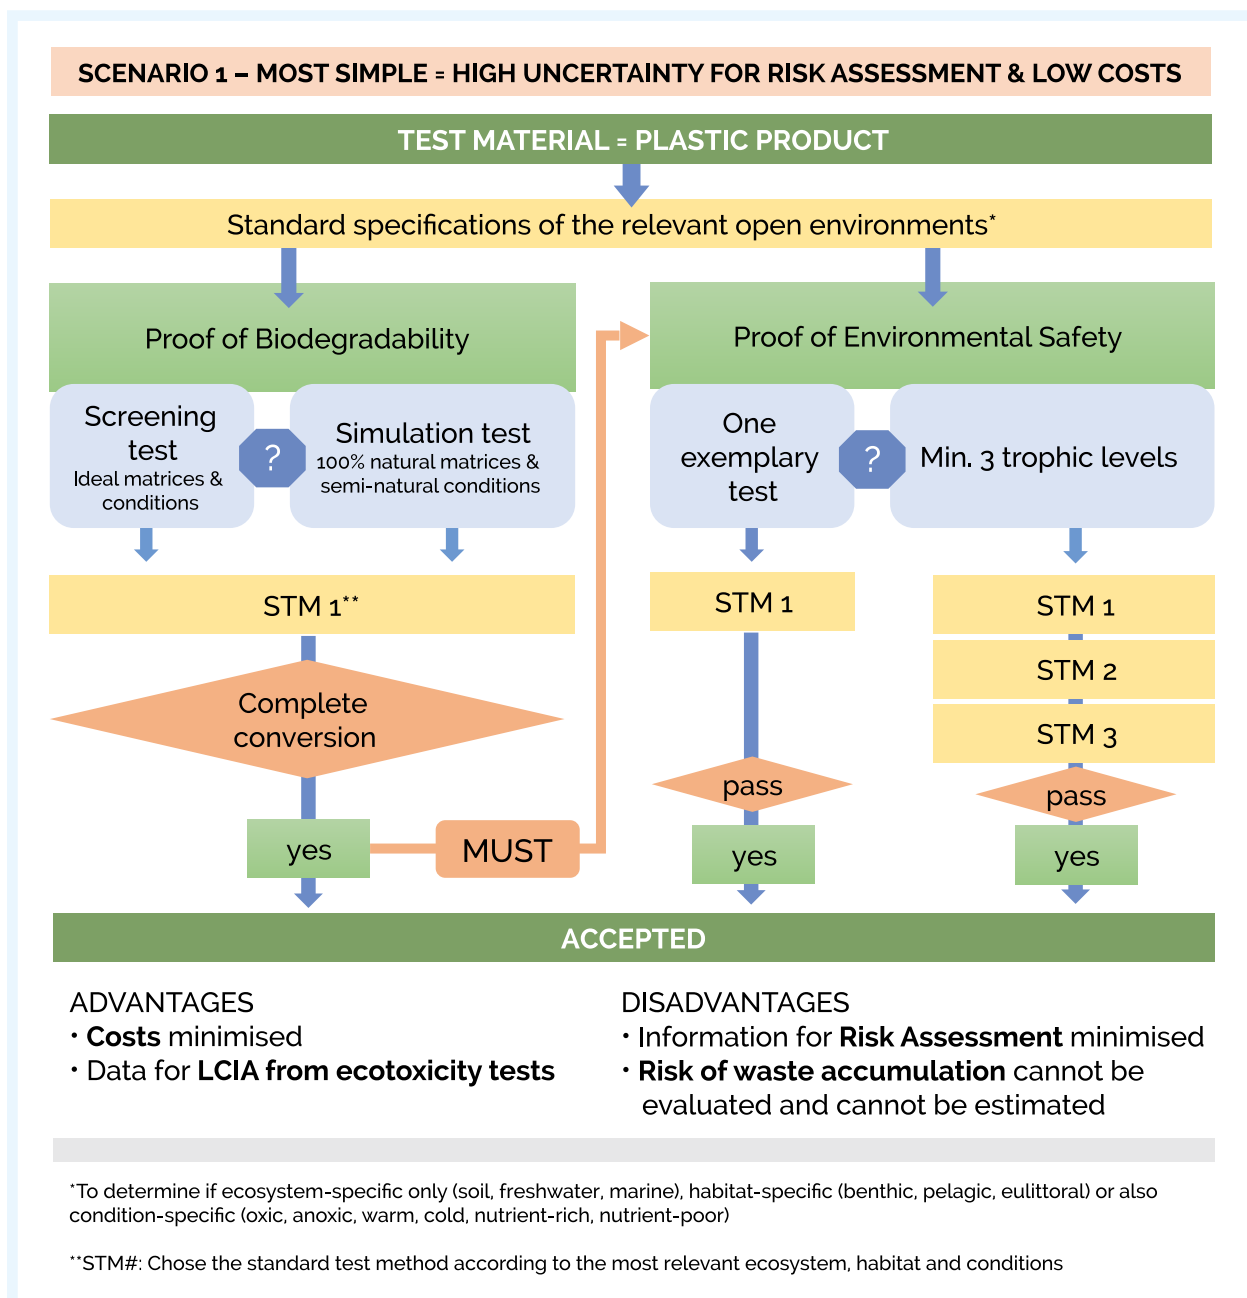 SCENARIO 1 – MOST SIMPLE = HIGH UNCERTAINTY FOR RISK ASSESSMENT & LOW COSTS
TEST MATERIAL = PLASTIC PRODUCT
Standard specifications of the relevant open environments*
Proof of Biodegradability
Proof of Environmental Safety
Screening
test
Ideal matrices &
conditions
?
Simulation test
100% natural matrices &
semi-natural conditions
One
exemplary
test
?
Min. 3 trophic levels
STM 1**
STM 1
STM 1
STM 2
STM 3
Complete
conversion
pass
pass
yes
MUST
yes
yes
ACCEPTED
ADVANTAGES
· Costs minimised
· Data for LCIA from ecotoxicity tests
DISADVANTAGES
· Information for Risk Assessment minimised
· Risk of waste accumulation cannot be
evaluated and cannot be estimated
*To determine if ecosystem-specific only (soil, freshwater, marine), habitat-specific (benthic, pelagic, eulittoral) or also
condition-specific (oxic, anoxic, warm, cold, nutrient-rich, nutrient-poor)
**STM#: Chose the standard test method according to the most relevant ecosystem, habitat and conditions